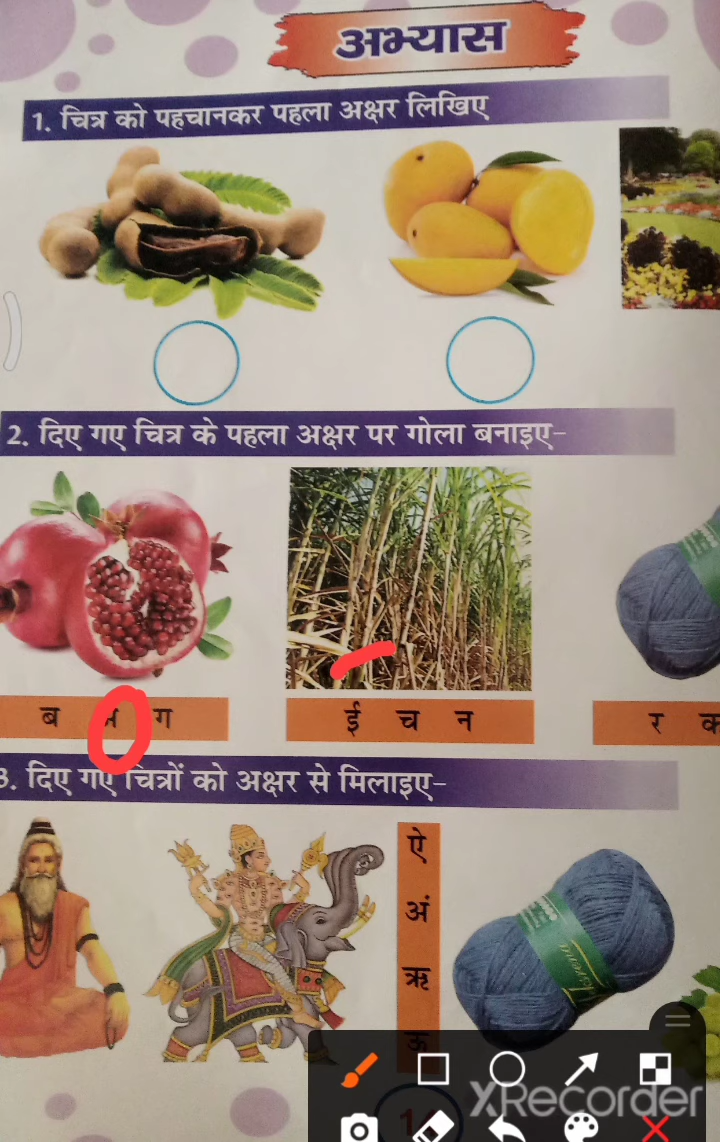 अभ्यास
1. चित्र को पहचानकर पहला अक्षर लिखिए
2. दिए गए चित्र के पहला अक्षर पर गोला बनाइए-
ब अ ग
ई च न
र क
3. दिए गए चित्रों को अक्षर से मिलाइए-
ऐ
अं
ऋ
ऊ
XRecorder